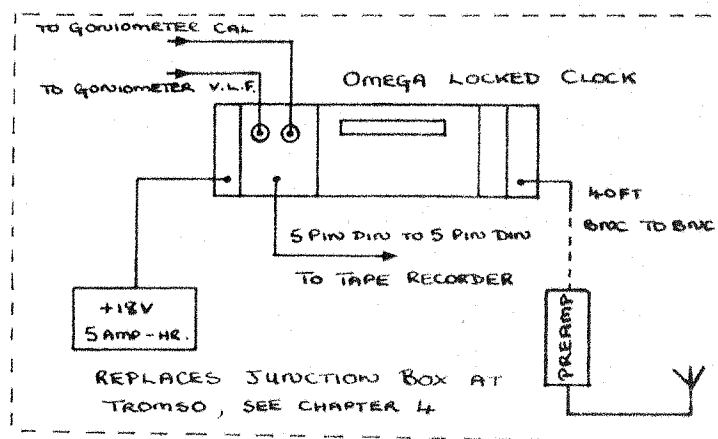 TO GONIOMETER CAL
TO GONIOMETER V.L.F.
OMEGA LOCKED CLOCK
40FT
BNC TO BNC
5 PIN DIN TO 5 PIN DIN
TO TAPE RECORDER
+18V
5 AMP-HR.
PREAMP
REPLACES JUNCTION BOX AT
TROMSO, SEE CHAPTER 4